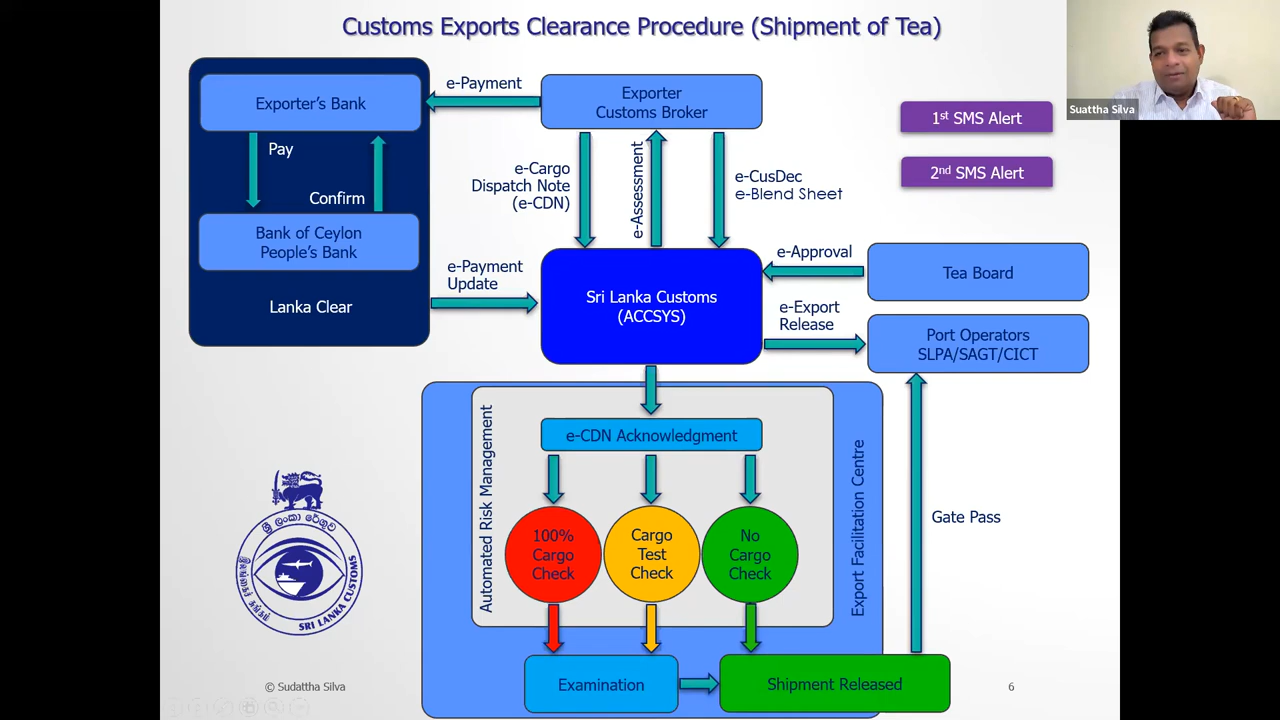 Customs Exports Clearance Procedure (Shipment of Tea)
Suattha Silva
Exporter's Bank
e-Payment
Exporter
Customs Broker
1st SMS Alert
2nd SMS Alert
Pay
Confirm
e-Cargo
Dispatch Note
(e-CDN)
e-Assessment
e-CusDec
e-Blend Sheet
Bank of Ceylon
People's Bank
Lanka Clear
e-Payment
Update
Sri Lanka Customs
(ACCSYS)
e-Approval
Tea Board
e-Export
Release
Port Operators
SLPA/SAGT/CICT
Automated Risk Management
e-CDN Acknowledgment
100%
Cargo
Check
Cargo
Test
Check
No
Cargo
Check
Export Facilitation Centre
Gate Pass
Examination
Shipment Released
ශ්‍රී ලංකා රේගුව
SRI LANKA CUSTOMS
© Sudattha Silva
6